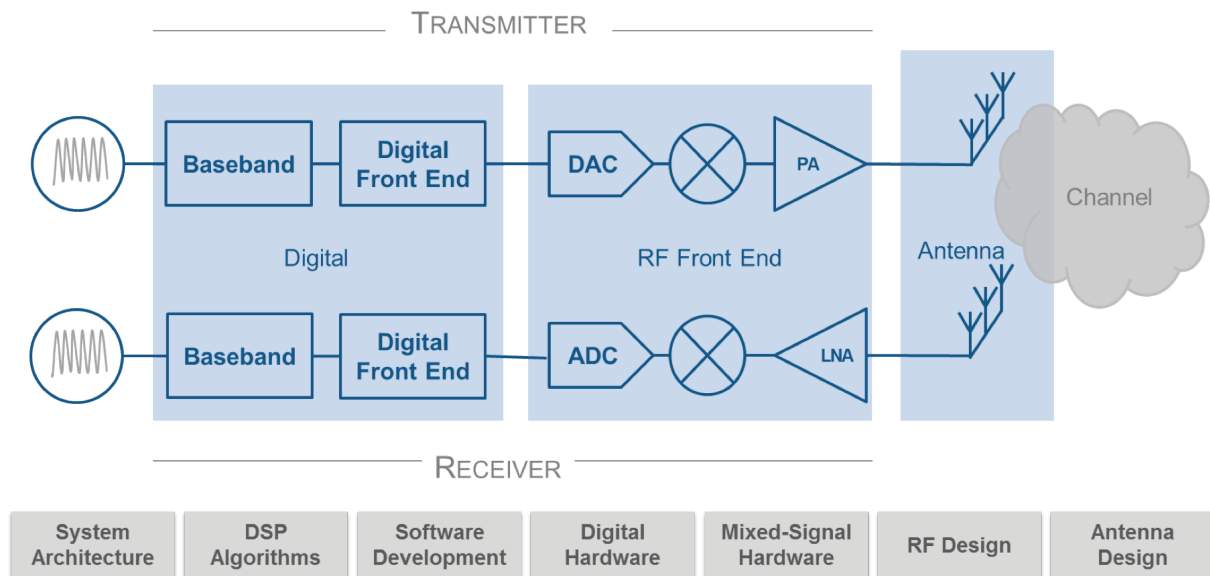 TRANSMITTER
Baseband
Digital
Front End
DAC
PA
Channel
Digital
RF Front End
Antenna
Baseband
Digital
Front End
ADC
LNA
RECEIVER
System
Architecture
DSP
Algorithms
Software
Development
Digital
Hardware
Mixed-Signal
Hardware
RF Design
Antenna
Design